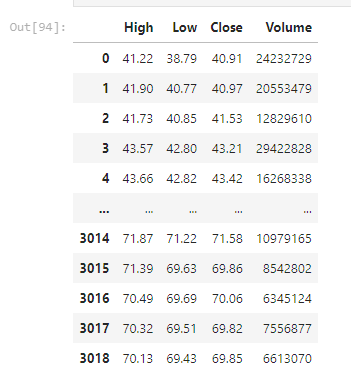 Out[94]:
High Low Close Volume
0 41.22 38.79 40.91 24232729
1 41.90 40.77 40.97 20553479
2 41.73 40.85 41.53 12829610
3 43.57 42.80 43.21 29422828
4 43.66 42.82 43.42 16268338
... ... ... ... ...
3014 71.87 71.22 71.58 10979165
3015 71.39 69.63 69.86 8542802
3016 70.49 69.69 70.06 6345124
3017 70.32 69.51 69.82 7556877
3018 70.13 69.43 69.85 6613070